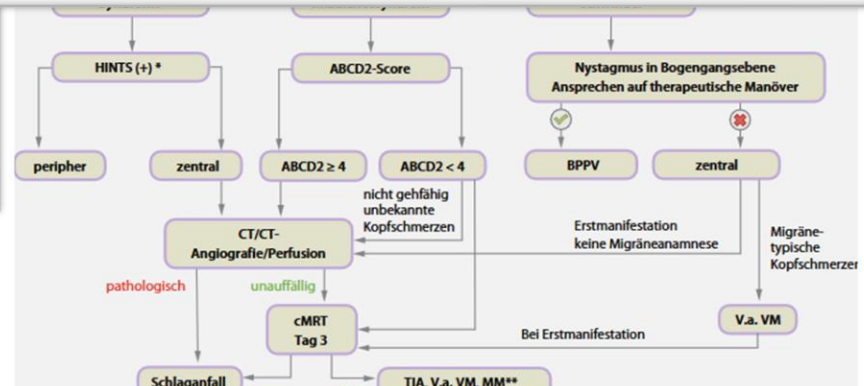 HINTS (+) *
ABCD2-Score
Nystagmus in Bogengangsebene
Ansprechen auf therapeutische Manöver
peripher
zentral
ABCD2 ≥ 4
ABCD2 < 4
BPPV
zentral
nicht gehfähig
unbekannte
Kopfschmerzen
CT/CT-
Angiografie/Perfusion
Erstmanifestation
keine Migräneanamnese
Migräne-
typische
Kopfschmerzen
pathologisch
unauffällig
cMRT
Tag 3
V.a. VM
Bei Erstmanifestation
Schlaganfall
TIA, V.a. VM, MM**